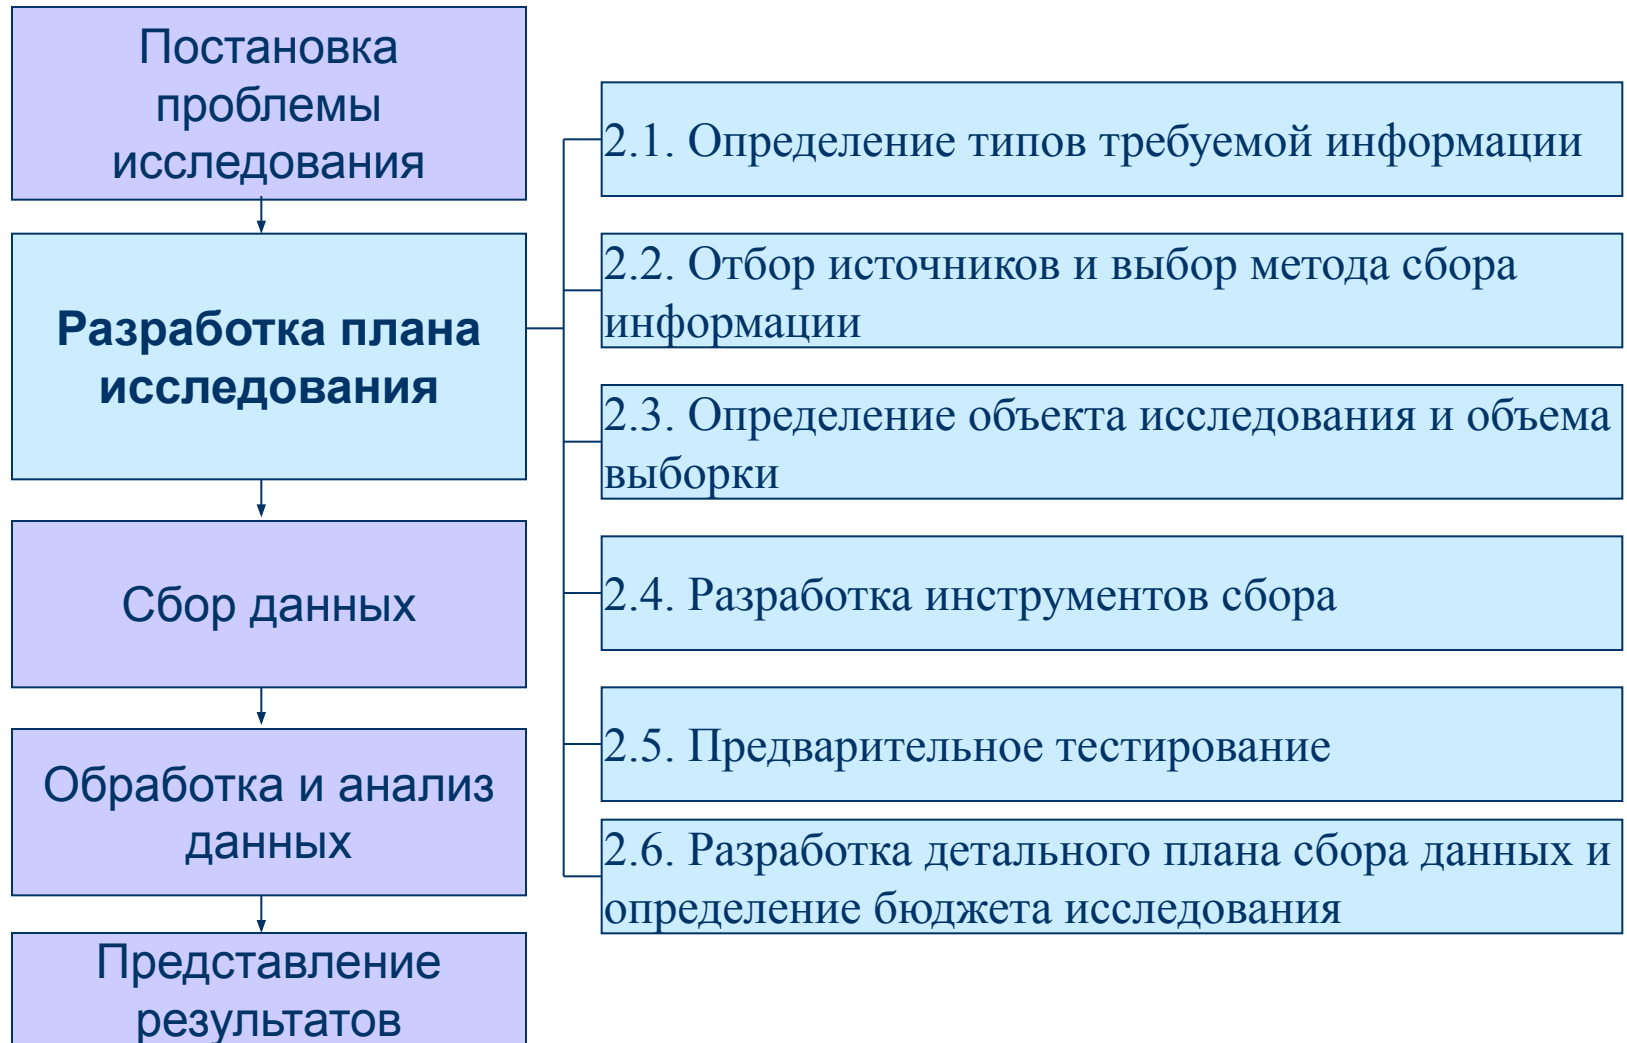 Постановка
проблемы
исследования
Разработка плана
исследования
Сбор данных
Обработка и анализ
данных
Представление
результатов
2.1. Определение типов требуемой информации
2.2. Отбор источников и выбор метода сбора
информации
2.3. Определение объекта исследования и объема
выборки
2.4. Разработка инструментов сбора
2.5. Предварительное тестирование
2.6. Разработка детального плана сбора данных и
определение бюджета исследования